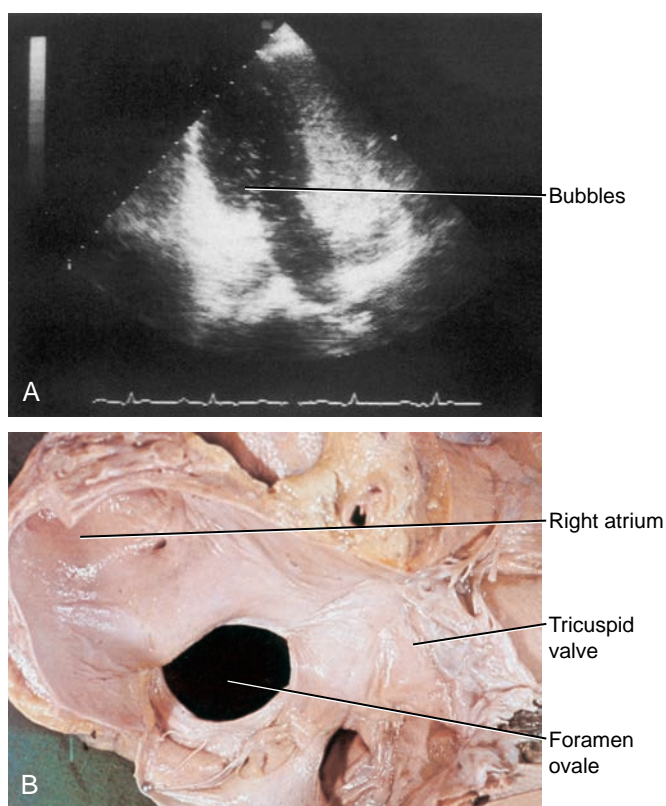 Bubbles
A
Right atrium
Tricuspid
valve
Foramen
ovale
B